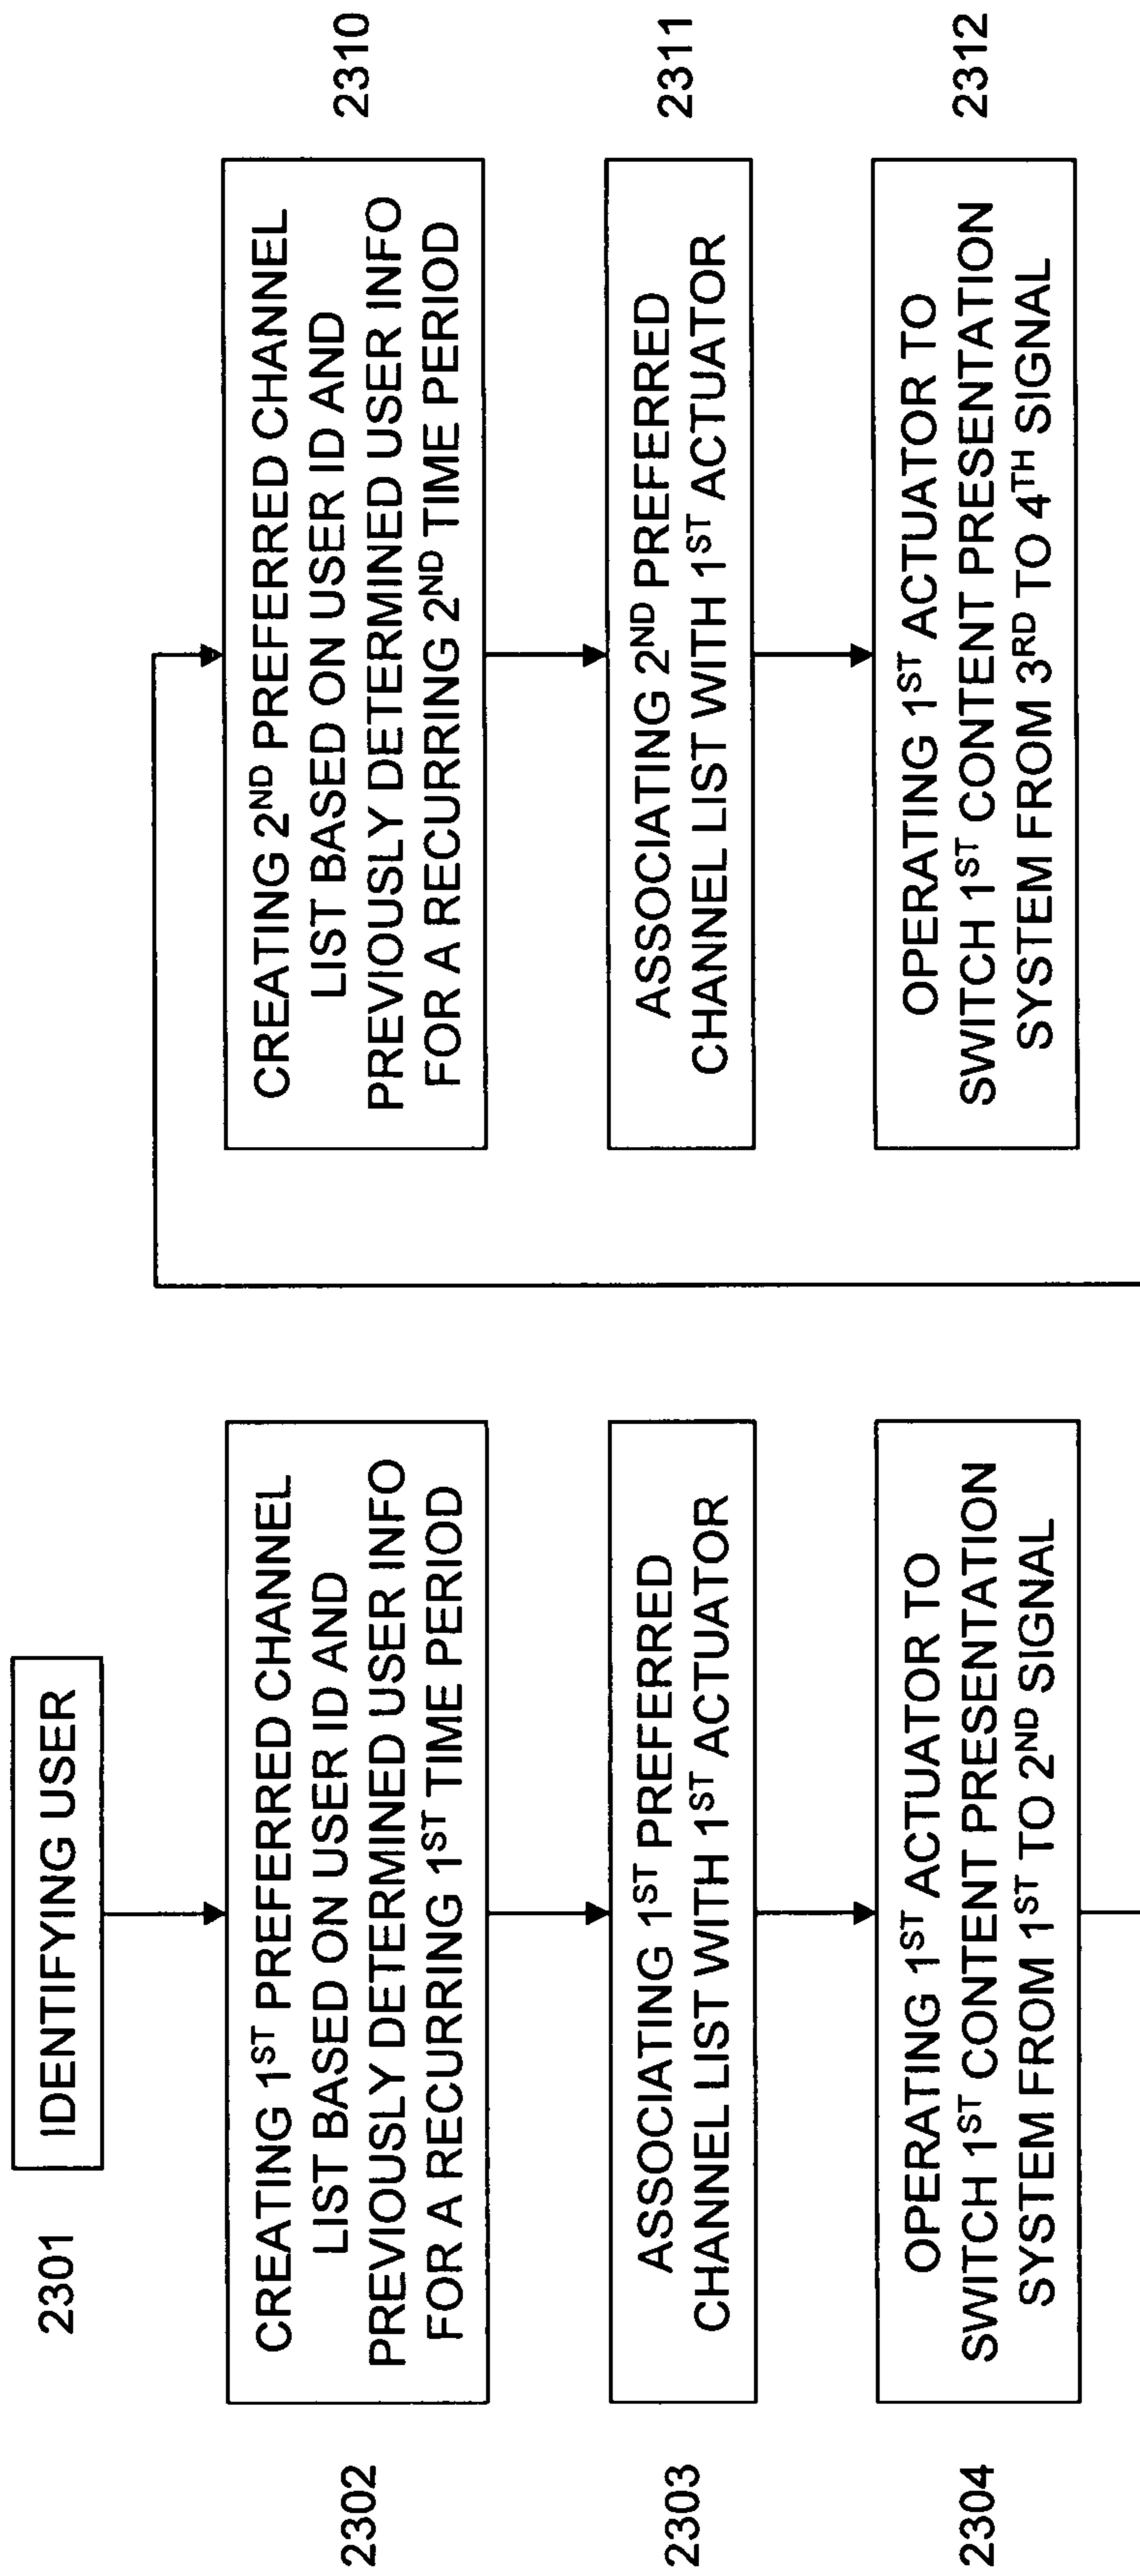 2301
IDENTIFYING USER
2302
CREATING 1ST PREFERRED CHANNEL
LIST BASED ON USER ID AND
PREVIOUSLY DETERMINED USER INFO
FOR A RECURRING 1ST TIME PERIOD
2303
ASSOCIATING 1ST PREFERRED
CHANNEL LIST WITH 1ST ACTUATOR
2304
OPERATING 1ST ACTUATOR TO
SWITCH 1ST CONTENT PRESENTATION
SYSTEM FROM 1ST TO 2ND SIGNAL
CREATING 2ND PREFERRED CHANNEL
LIST BASED ON USER ID AND
PREVIOUSLY DETERMINED USER INFO
FOR A RECURRING 2ND TIME PERIOD
2310
ASSOCIATING 2ND PREFERRED
CHANNEL LIST WITH 1ST ACTUATOR
2311
OPERATING 1ST ACTUATOR TO
SWITCH 1ST CONTENT PRESENTATION
SYSTEM FROM 3RD TO 4TH SIGNAL
2312